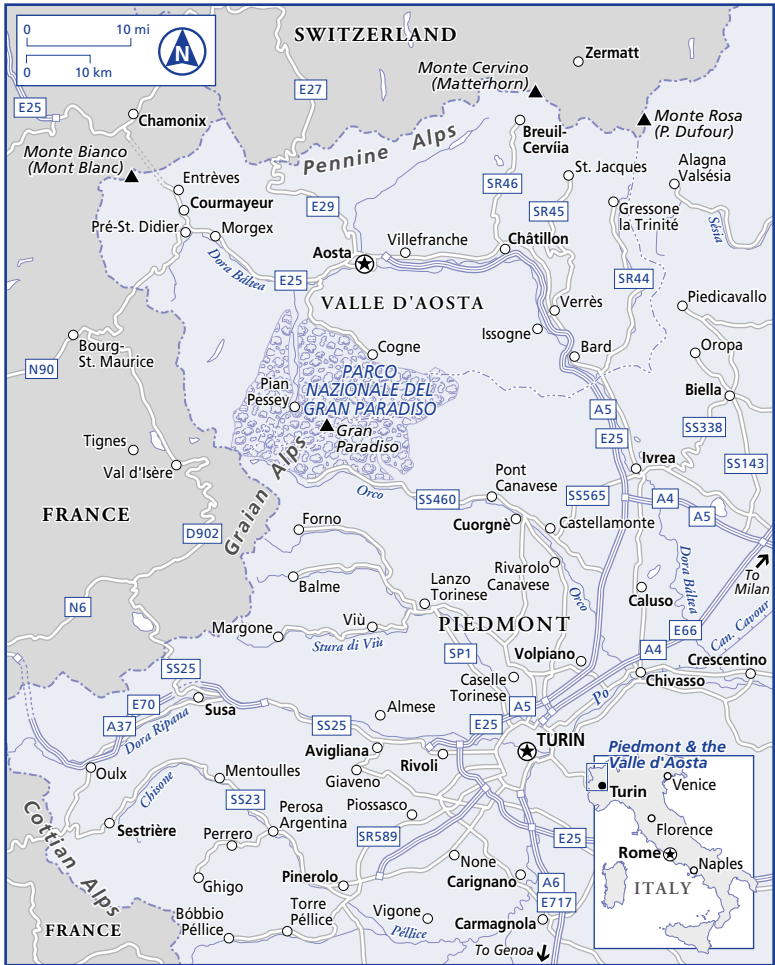 0 10 mi
0 10 km
N
SWITZERLAND
Zermatt
Monte Cervino
(Matterhorn)
E27
E25
Chamonix
Monte Rosa
(P. Dufour)
Breuil-
Cerviia
Pennine Alps
Monte Bianco
(Mont Blanc)
St. Jacques
Alagna
Valsésia
Entrèves
SR46
Courmayeur
E29
SR45
Gressone
la Trinité
Sésia
Pré-St. Didier
Morgex
Villefranche
Châtillon
Aosta
Dora Báltea
E25
SR44
VALLE D'AOSTA
Verrès
Piedicavallo
Issogne
Bourg-
St. Maurice
Cogne
Bard
Oropa
N90
PARCO
NAZIONALE DEL
GRAN PARADISO
Pian
Pessey
Biella
A5
Gran
Paradiso
SS338
E25
Tignes
Val d'Isère
Graian Alps
Ivrea
SS143
Pont
Canavese
Orco
SS460
SS565
A4
A5
FRANCE
Forno
Cuorgnè
Castellamonte
D902
Rivarolo
Canavese
Dora Báltea
To
Milan
Balme
Lanzo
Torinese
Orco
Caluso
N6
Margone
Viù
PIEDMONT
E66
Can. Cavour
Stura di Viù
SP1
A4
Volpiano
Crescentino
SS25
Caselle
Torinese
Chivasso
E70
Susa
Po
A5
A37
Dora Ripana
Almese
SS25
E25
Avigliana
TURIN
Piedmont & the
Valle d'Aosta
Rivoli
Oulx
Mentoulles
Giaveno
Venice
Chisone
Turin
SS23
Piossasco
Perosa
Argentina
Florence
Sestrière
Perrero
SR589
E25
Cottian Alps
None
Rome
Naples
Pinerolo
Carignano
A6
ITALY
Ghigo
E717
Torre
Péllice
Bóbbio
Péllice
Vigone
Carmagnola
FRANCE
Péllice
To Genoa